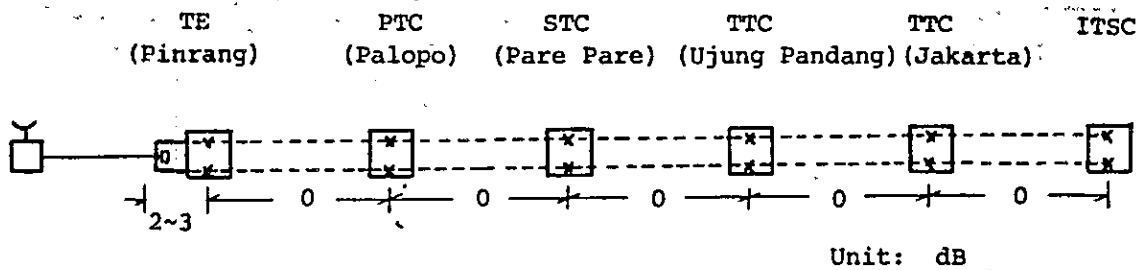 TE PTC STC TTC TTC ITSC
(Pinrang) (Palopo) (Pare Pare) (Ujung Pandang) (Jakarta)
0 0 0 0 0
2~3
Unit: dB